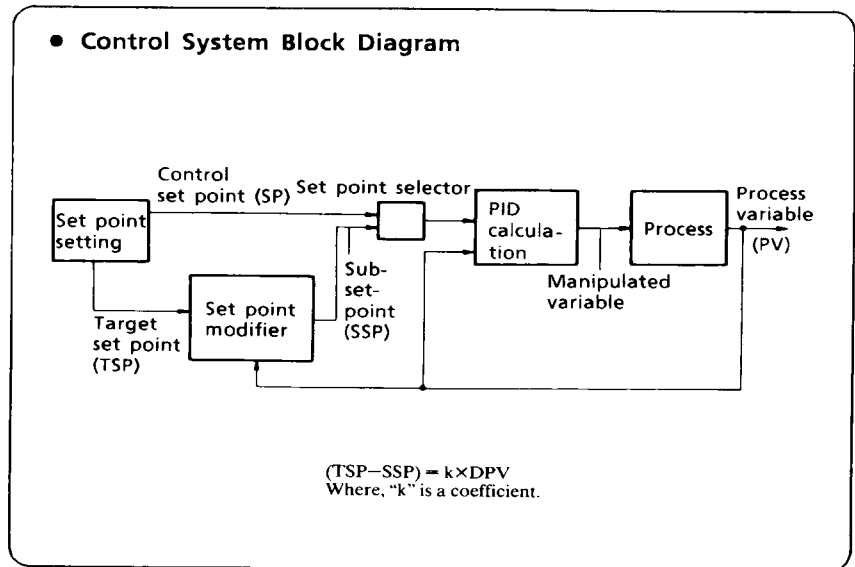 • Control System Block Diagram
Control
set point (SP)
Set point selector
Set point
setting
PID
calcula-
tion
Process
Process
variable
(PV)
Sub-
set-
point
(SSP)
Manipulated
variable
Set point
modifier
Target
set point
(TSP)
(TSP−SSP) = k×DPV
Where, “k” is a coefficient.